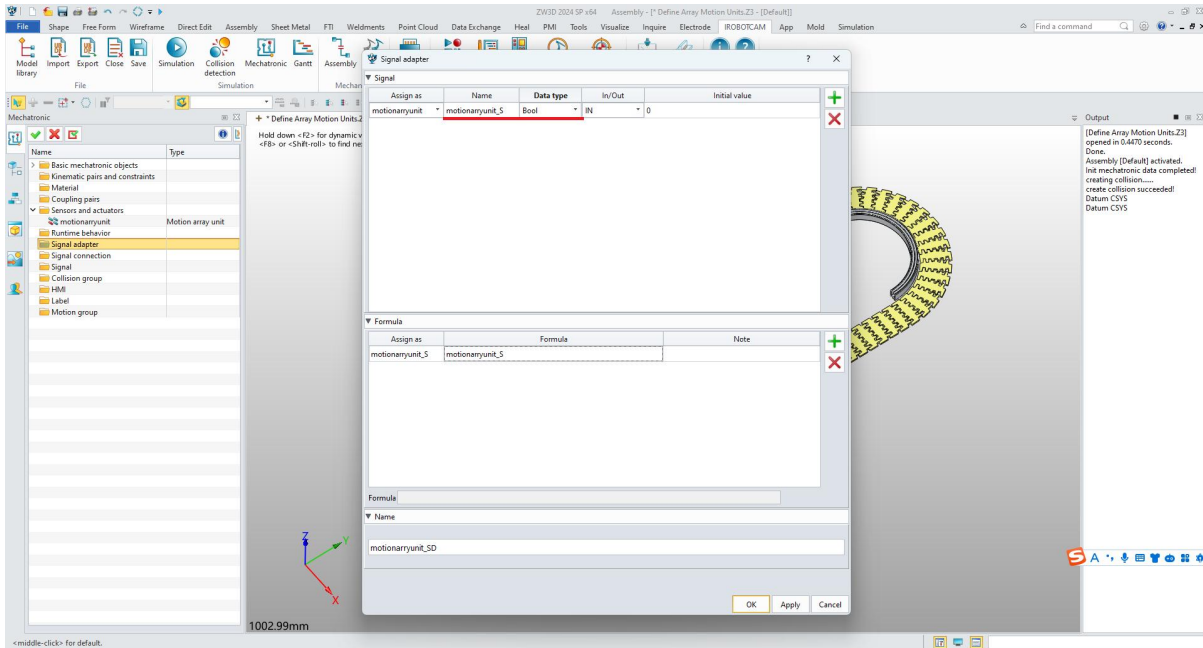 ZW3D 2024 SP x64 Assembly - [* Define Array Motion Units.Z3 - [Default]]
File Shape Free Form Wireframe Direct Edit Assembly Sheet Metal FTI Weldments Point Cloud Data Exchange Heal PMI Tools Visualize Inquire Electrode iROBOTCAM App Mold Simulation Find a command
Model library Import Export Close Save Simulation Collision detection Mechatronic Gantt Assembly
File Simulation Mechan
Mechatronic
Name Type
Basic mechatronic objects
Kinematic pairs and constraints
Material
Coupling pairs
Sensors and actuators
motionarryunit Motion array unit
Runtime behavior
Signal adapter
Signal connection
Signal
Collision group
HMI
Label
Motion group
* Define Array Motion Units.Z
Hold down <F2> for dynamic v
<F8> or <Shift-roll> to find ne
Signal adapter ?
Signal
Assign as Name Data type In/Out Initial value
motionarryunit motionarryunit_S Bool IN 0
Formula
Assign as Formula Note
motionarryunit_S motionarryunit_S
Formula
Name
motionarryunit_SD
OK Apply Cancel
Output
[Define Array Motion Units.Z3]
opened in 0.4470 seconds.
Done.
Assembly [Default] activated.
Init mechatronic data completed!
creating collision......
create collision succeeded!
Datum CSYS
Datum CSYS
Z
Y
X
1002.99mm
S A
<middle-click> for default.